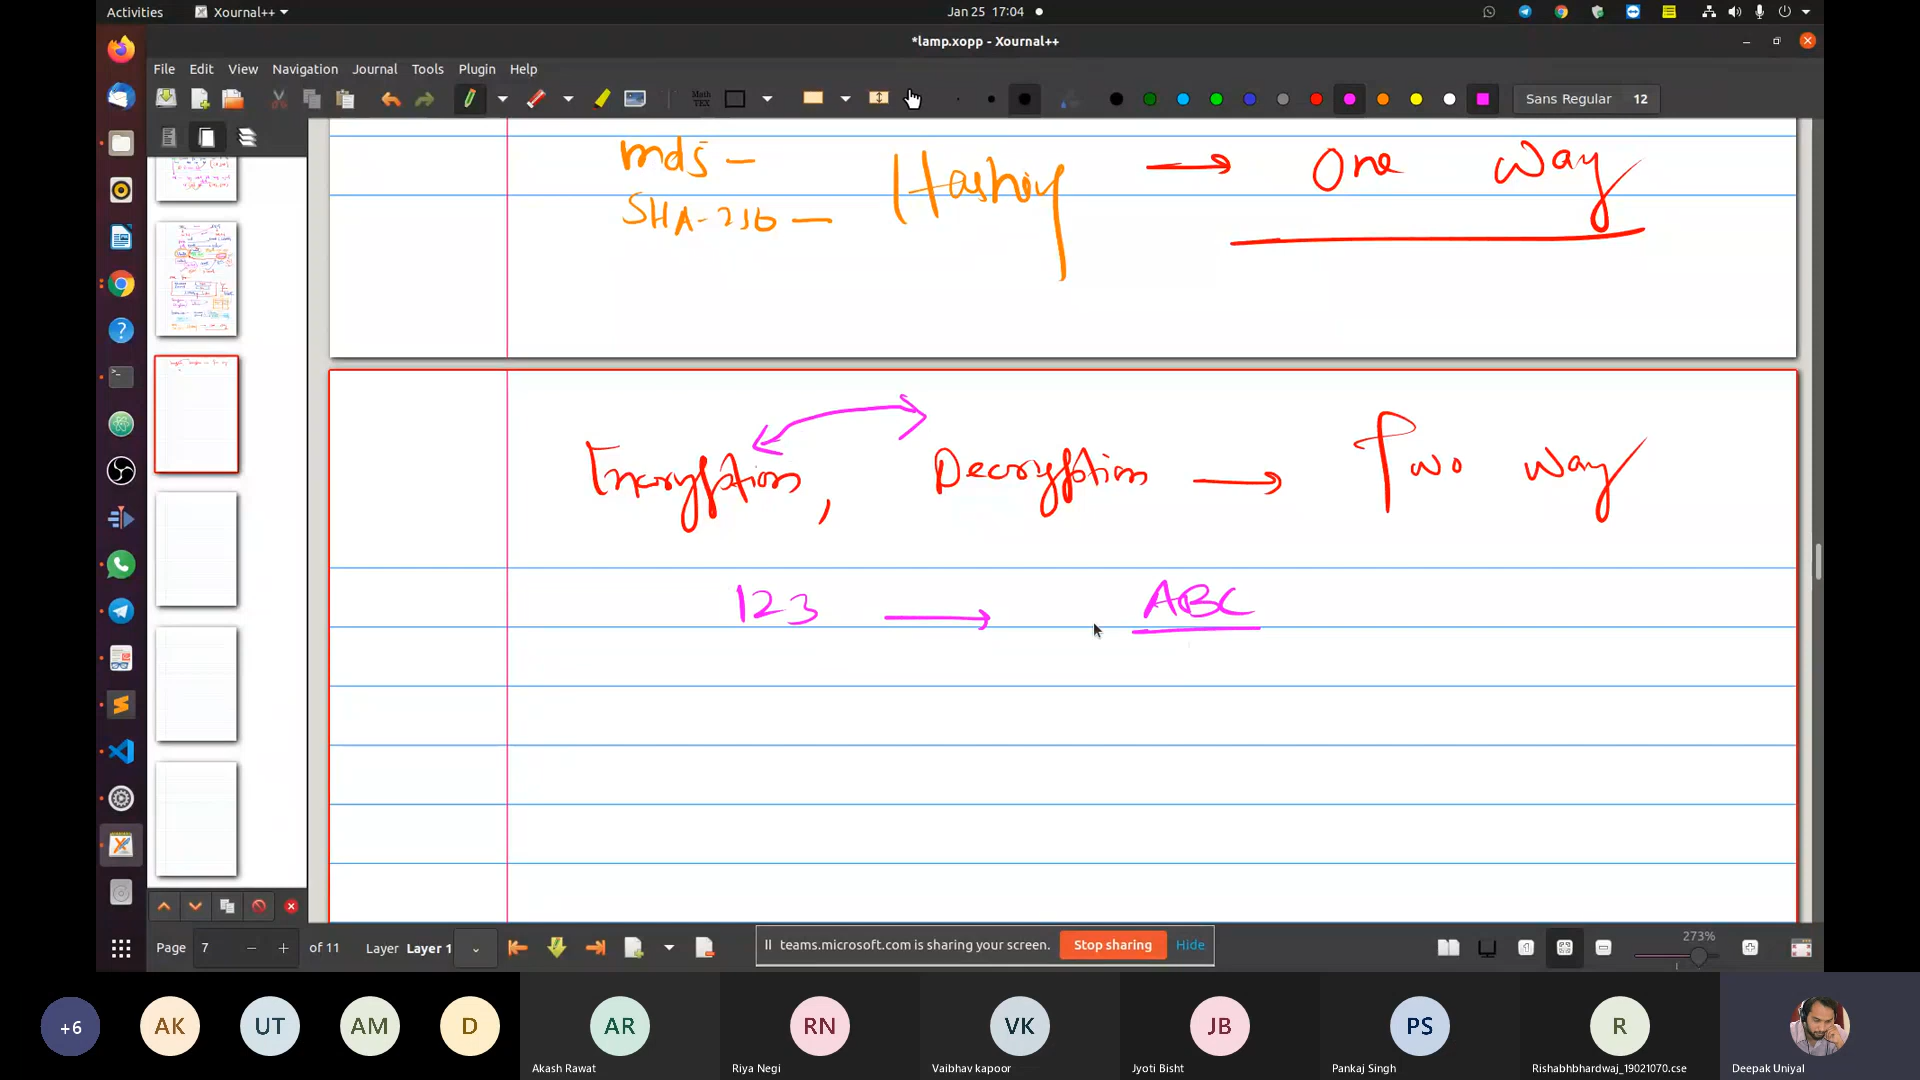 Activities Xournal++ Jan 25 17:04
*lamp.xopp - Xournal++
File Edit View Navigation Journal Tools Plugin Help
Math TEX Sans Regular 12
md5 - Hashing → One Way
SHA-256 -
Encryption, Decryption → Two Way
123 → ABC
Page 7 − + of 11 Layer Layer 1
teams.microsoft.com is sharing your screen. Stop sharing Hide
273%
+6 AK UT AM D AR RN VK JB PS R
Akash Rawat Riya Negi Vaibhav kapoor Jyoti Bisht Pankaj Singh Rishabhbhardwaj_19021070.cse Deepak Uniyal